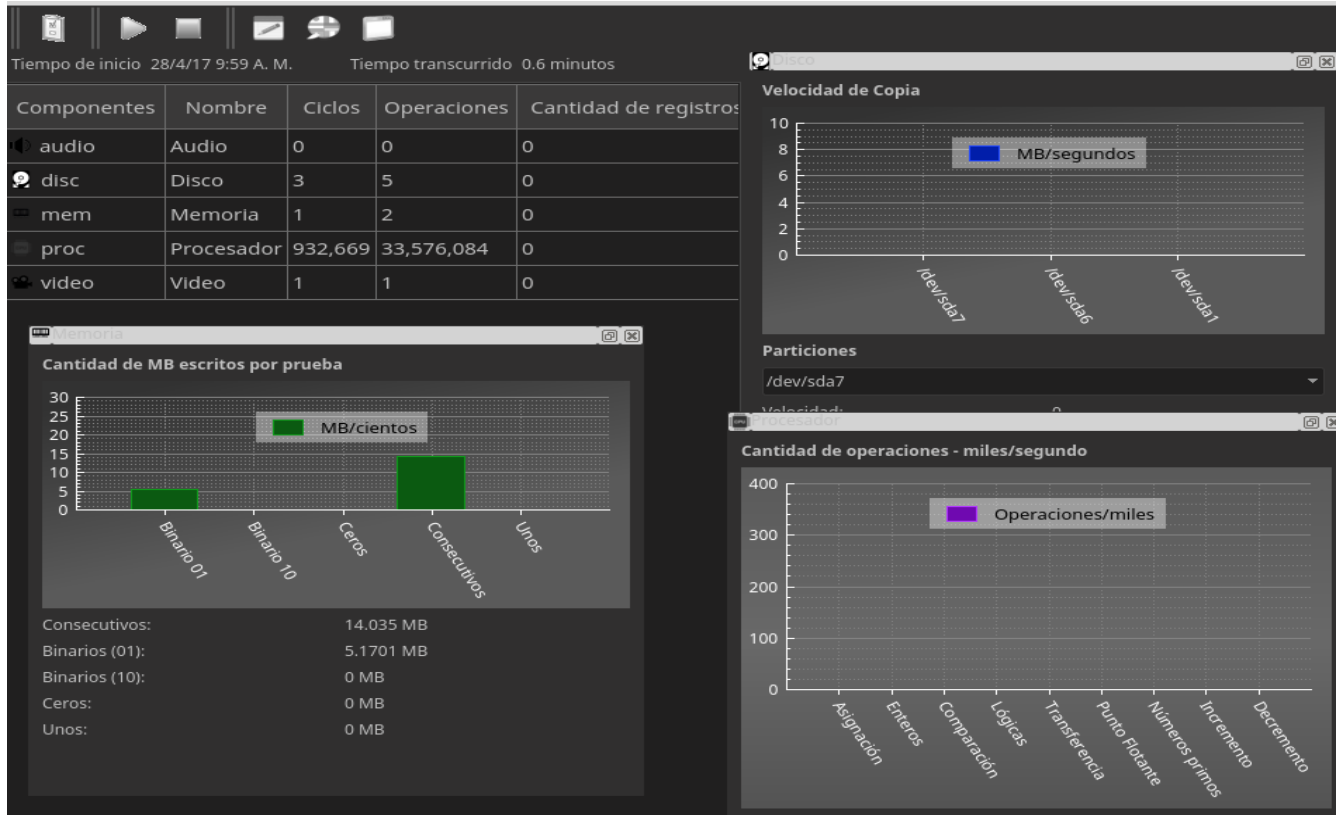 Tiempo de inicio 28/4/17 9:59 A. M. Tiempo transcurrido 0.6 minutos
Componentes Nombre Ciclos Operaciones Cantidad de registros
audio Audio 0 0 0
disc Disco 3 5 0
mem Memoria 1 2 0
proc Procesador 932,669 33,576,084 0
video Video 1 1 0
Disco
Velocidad de Copia
10
8
6
4
2
0
MB/segundos
/dev/sda7
/dev/sda6
/dev/sda1
Particiones
/dev/sda7
Velocidad: 0
Memoria
Cantidad de MB escritos por prueba
30
25
20
15
10
5
0
MB/cientos
Binario 01
Binario 10
Ceros
Consecutivos
Unos
Consecutivos: 14.035 MB
Binarios (01): 5.1701 MB
Binarios (10): 0 MB
Ceros: 0 MB
Unos: 0 MB
Procesador
Cantidad de operaciones - miles/segundo
400
300
200
100
0
Operaciones/miles
Asignación
Enteros
Comparación
Lógicas
Transferencia
Punto Flotante
Números primos
Incremento
Decremento